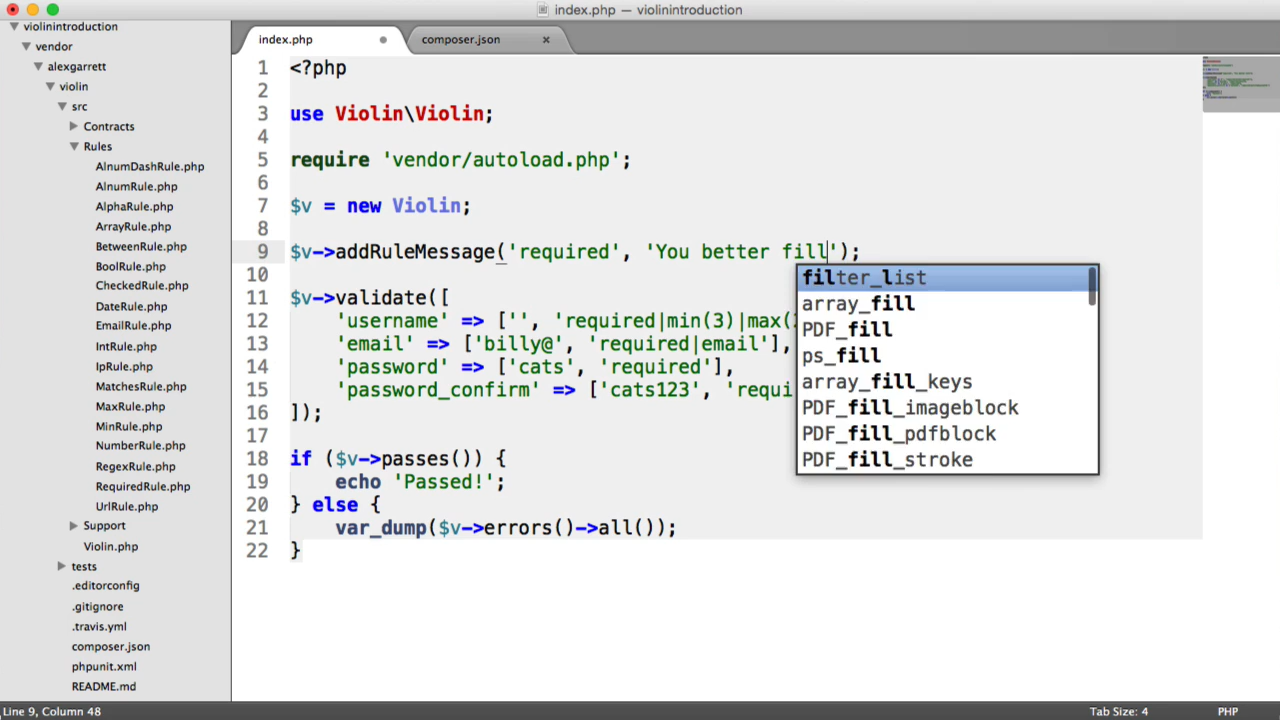 index.php — violinintroduction
violinintroduction
vendor
alexgarrett
violin
src
Contracts
Rules
AlnumDashRule.php
AlnumRule.php
AlphaRule.php
ArrayRule.php
BetweenRule.php
BoolRule.php
CheckedRule.php
DateRule.php
EmailRule.php
IntRule.php
IpRule.php
MatchesRule.php
MaxRule.php
MinRule.php
NumberRule.php
RegexRule.php
RequiredRule.php
UrlRule.php
Support
Violin.php
tests
.editorconfig
.gitignore
.travis.yml
composer.json
phpunit.xml
README.md
index.php
composer.json ×
1 <?php
2
3 use Violin\Violin;
4
5 require 'vendor/autoload.php';
6
7 $v = new Violin;
8
9 $v->addRuleMessage('required', 'You better fill');
10
11 $v->validate([
12 'username' => ['', 'required|min(3)|max(
13 'email' => ['billy@', 'required|email'],
14 'password' => ['cats', 'required'],
15 'password_confirm' => ['cats123', 'requi
16 ]);
17
18 if ($v->passes()) {
19 echo 'Passed!';
20 } else {
21 var_dump($v->errors()->all());
22 }
filter_list
array_fill
PDF_fill
ps_fill
array_fill_keys
PDF_fill_imageblock
PDF_fill_pdfblock
PDF_fill_stroke
Line 9, Column 48
Tab Size: 4
PHP